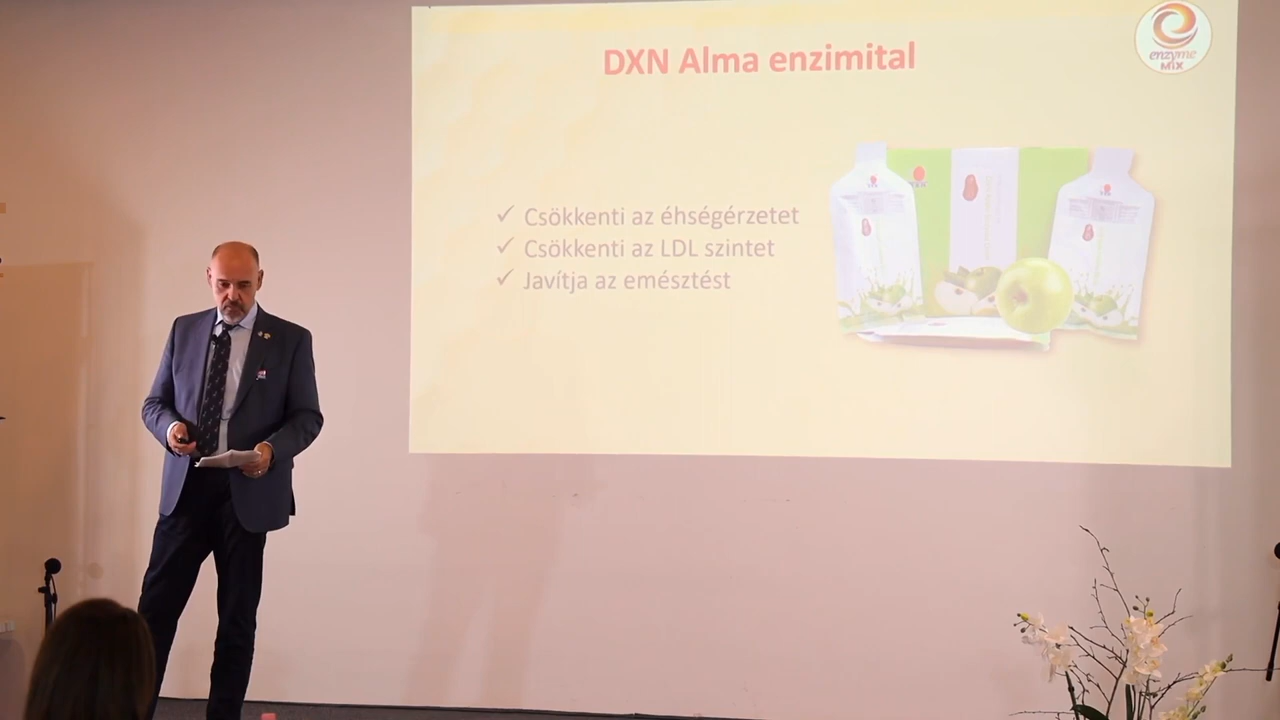 DXN Alma enzimital
enzyme
MiX
Csökkenti az éhségérzetet
Csökkenti az LDL szintet
Javítja az emésztést